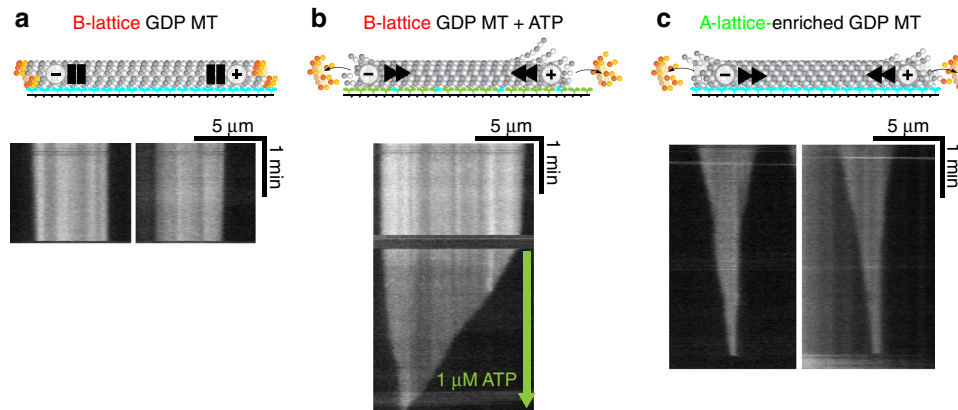 a
B-lattice GDP MT
− +
5 μm
1 min
b
B-lattice GDP MT + ATP
− +
5 μm
1 min
1 μM ATP
c
A-lattice-enriched GDP MT
− +
5 μm
1 min